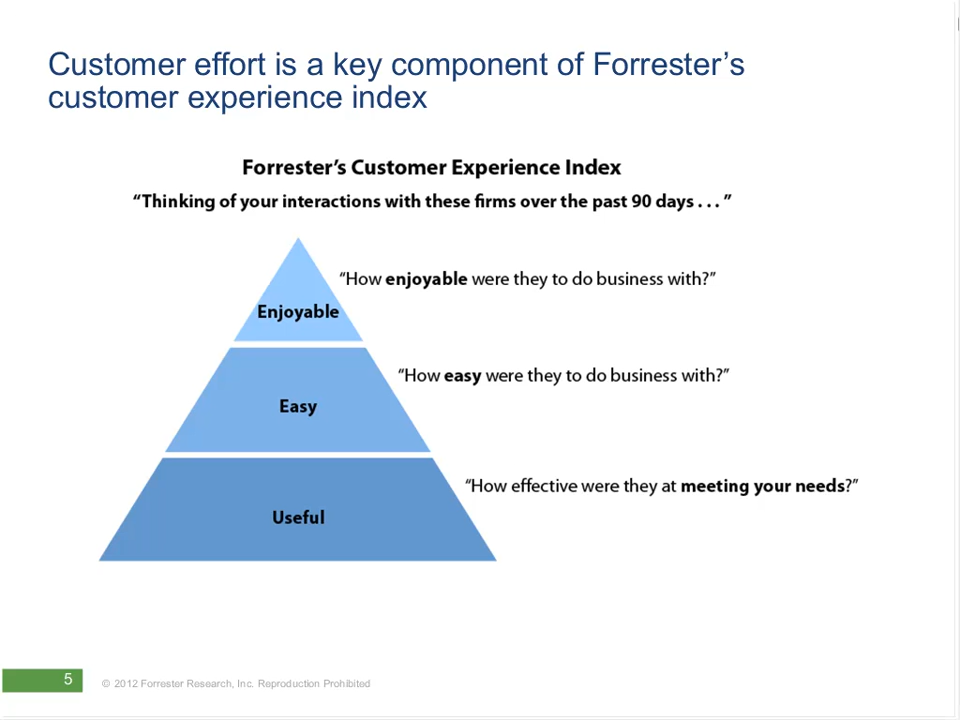 Customer effort is a key component of Forrester’s
customer experience index
Forrester’s Customer Experience Index
“Thinking of your interactions with these firms over the past 90 days . . . ”
“How enjoyable were they to do business with?”
Enjoyable
“How easy were they to do business with?”
Easy
“How effective were they at meeting your needs?”
Useful
5
© 2012 Forrester Research, Inc. Reproduction Prohibited